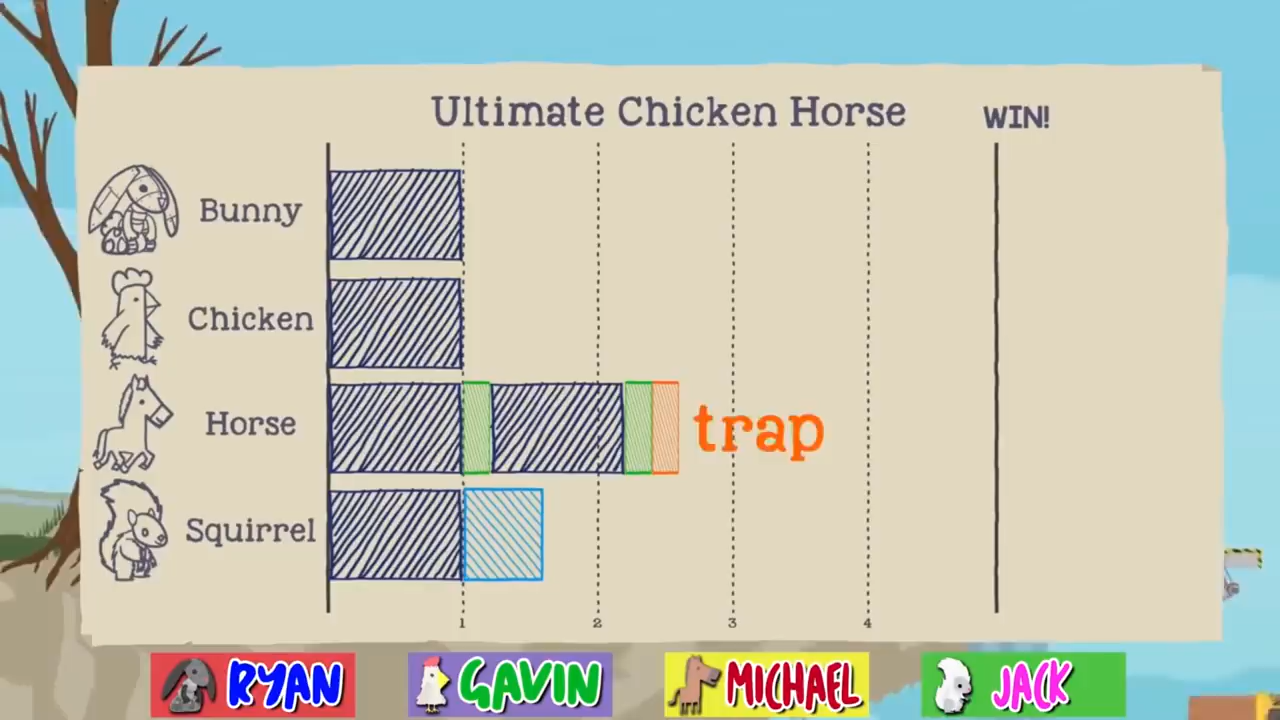 Ultimate Chicken Horse
WIN!
Bunny
Chicken
Horse
trap
Squirrel
1 2 3 4
RYAN GAVIN MICHAEL JACK